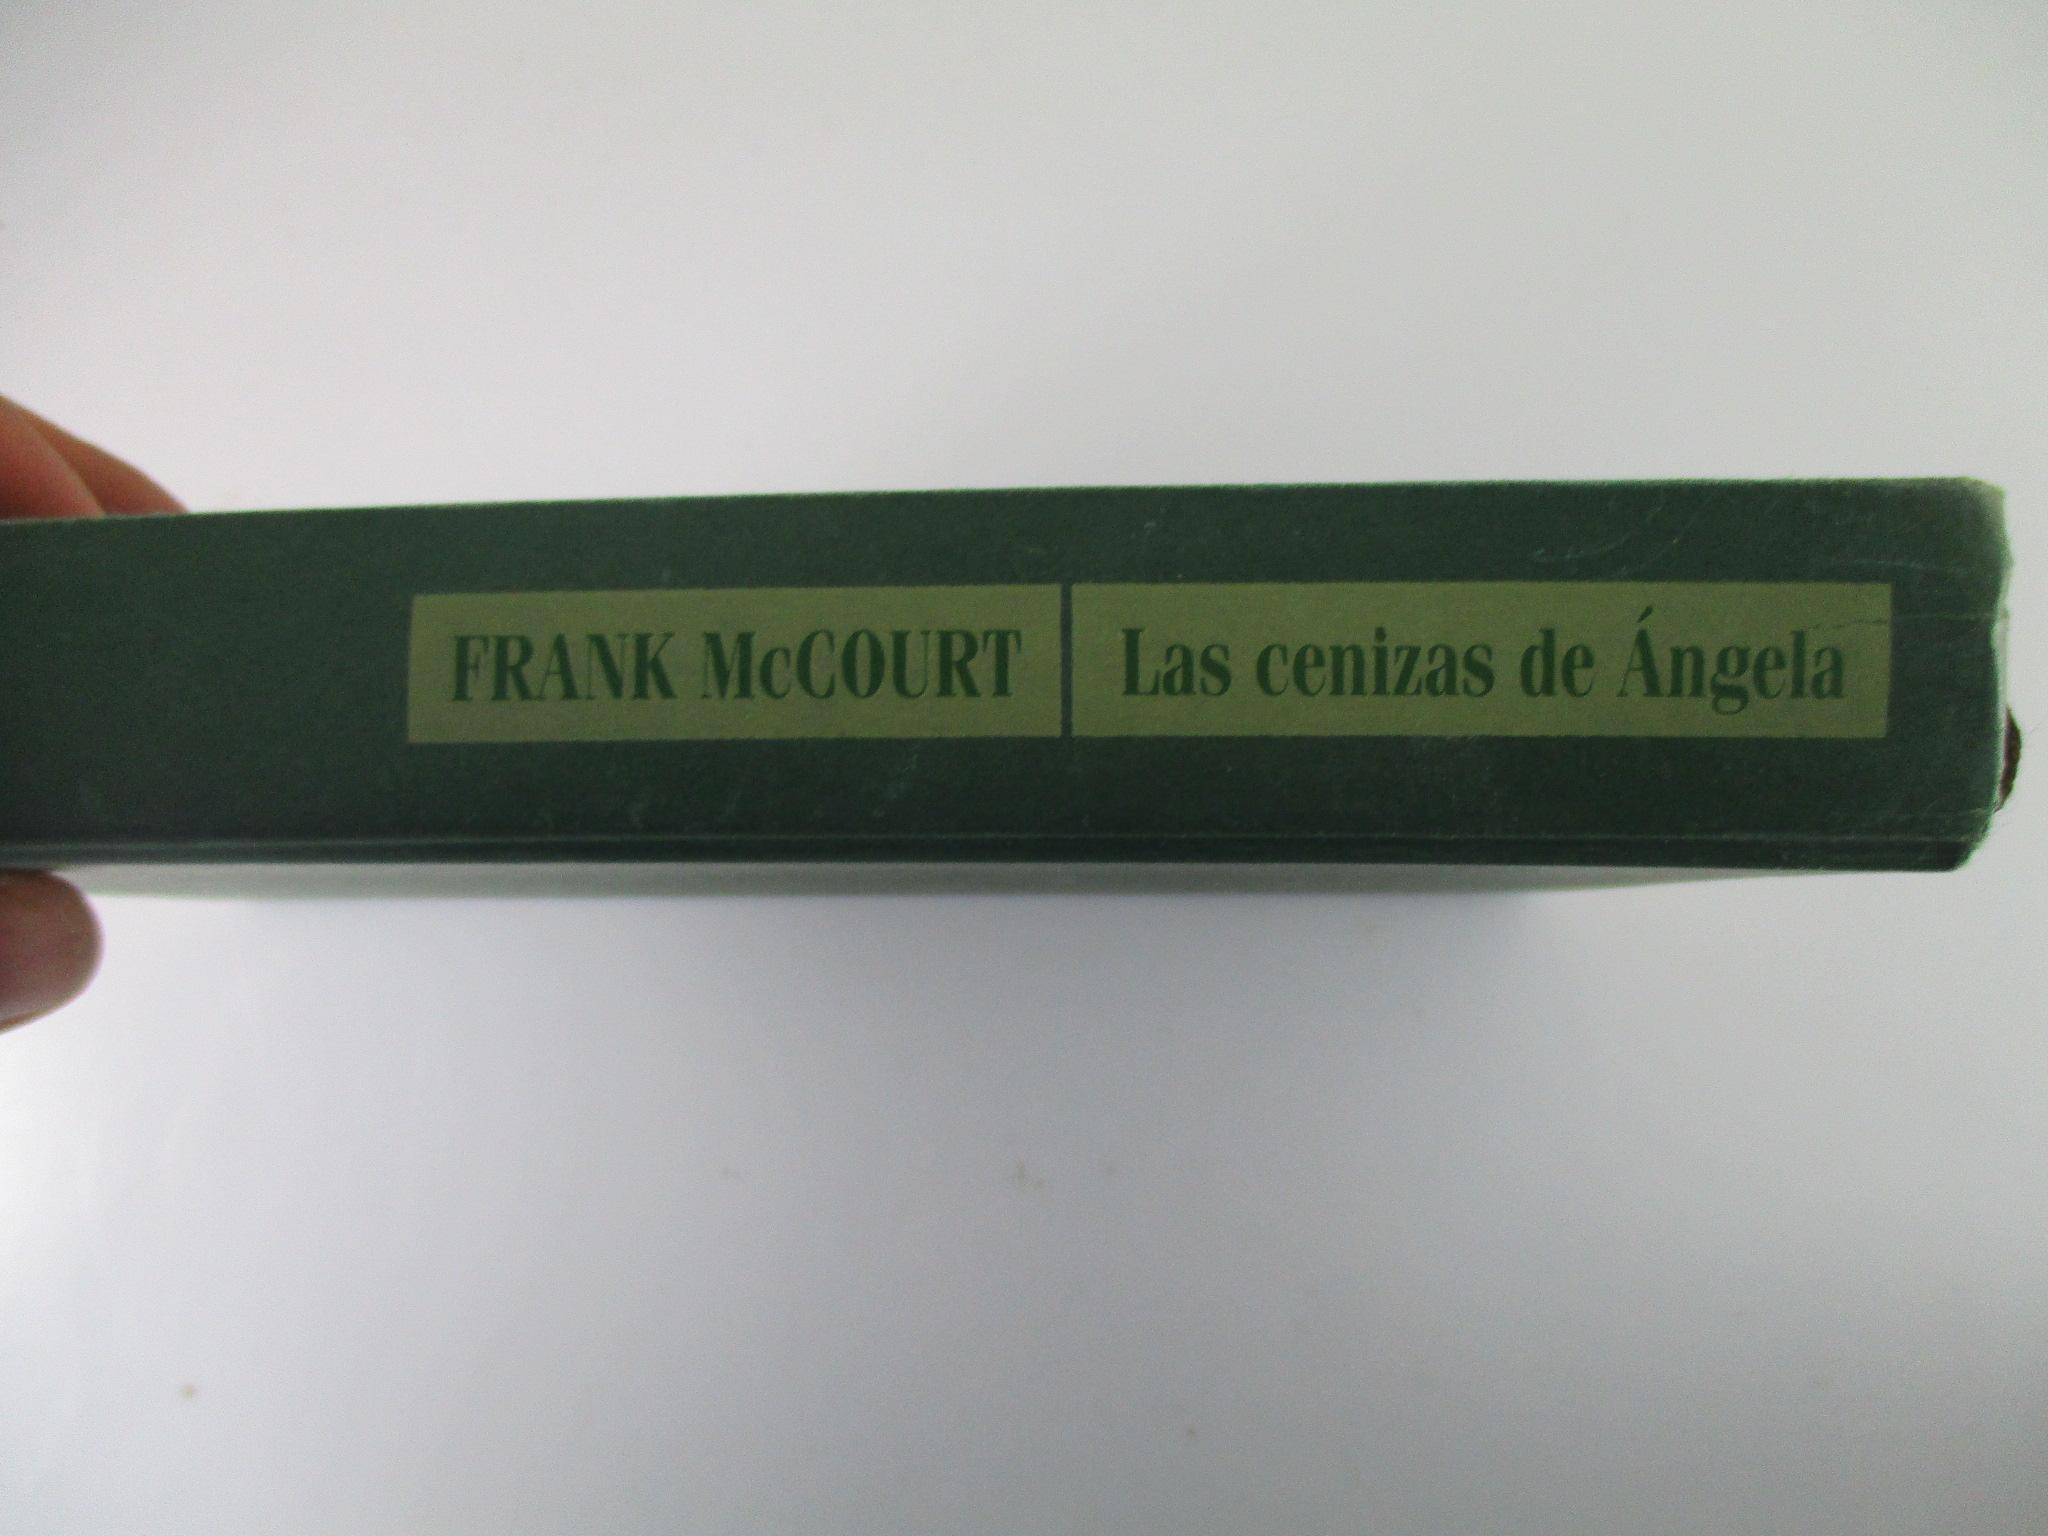 FRANK McCOURT
Las cenizas de Ángela